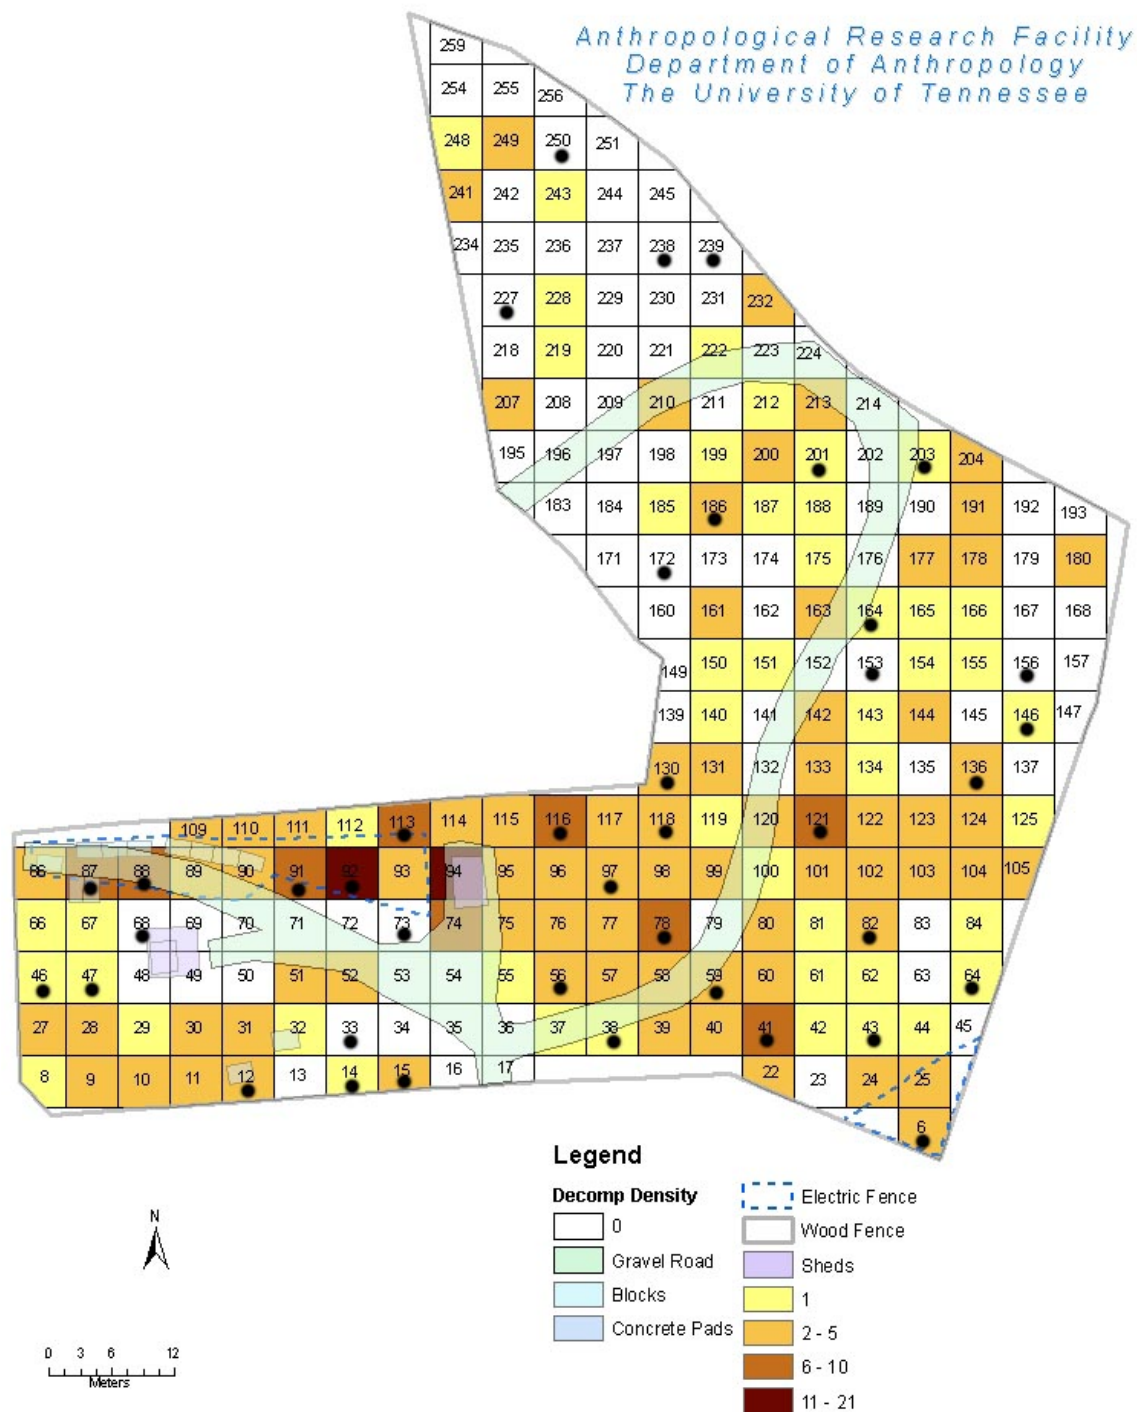 Anthropological Research Facility
Department of Anthropology
The University of Tennessee
259
254 255 256
248 249 250 251
241 242 243 244 245
234 235 236 237 238 239
227 228 229 230 231 232
218 219 220 221 222 223 224
207 208 209 210 211 212 213 214
195 196 197 198 199 200 201 202 203 204
183 184 185 186 187 188 189 190 191 192 193
171 172 173 174 175 176 177 178 179 180
160 161 162 163 164 165 166 167 168
149 150 151 152 153 154 155 156 157
139 140 141 142 143 144 145 146 147
130 131 132 133 134 135 136 137
109 110 111 112 113 114 115 116 117 118 119 120 121 122 123 124 125
86 87 88 89 90 91 92 93 94 95 96 97 98 99 100 101 102 103 104 105
66 67 68 69 70 71 72 73 74 75 76 77 78 79 80 81 82 83 84
46 47 48 49 50 51 52 53 54 55 56 57 58 59 60 61 62 63 64
27 28 29 30 31 32 33 34 35 36 37 38 39 40 41 42 43 44 45
8 9 10 11 12 13 14 15 16 17 22 23 24 25
6
Legend
Decomp Density
0
Gravel Road
Blocks
Concrete Pads
Electric Fence
Wood Fence
Sheds
1
2 - 5
6 - 10
11 - 21
N
0 3 6 12
Meters